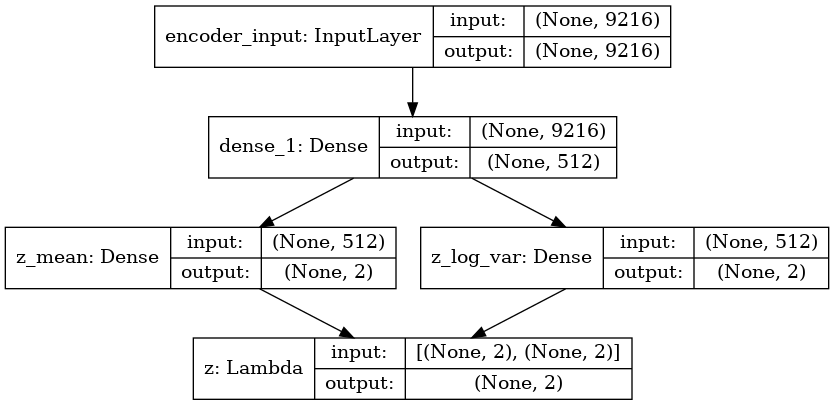 encoder_input: InputLayer
input: (None, 9216)
output: (None, 9216)
dense_1: Dense
input: (None, 9216)
output: (None, 512)
z_mean: Dense
input: (None, 512)
output: (None, 2)
z_log_var: Dense
input: (None, 512)
output: (None, 2)
z: Lambda
input: [(None, 2), (None, 2)]
output: (None, 2)